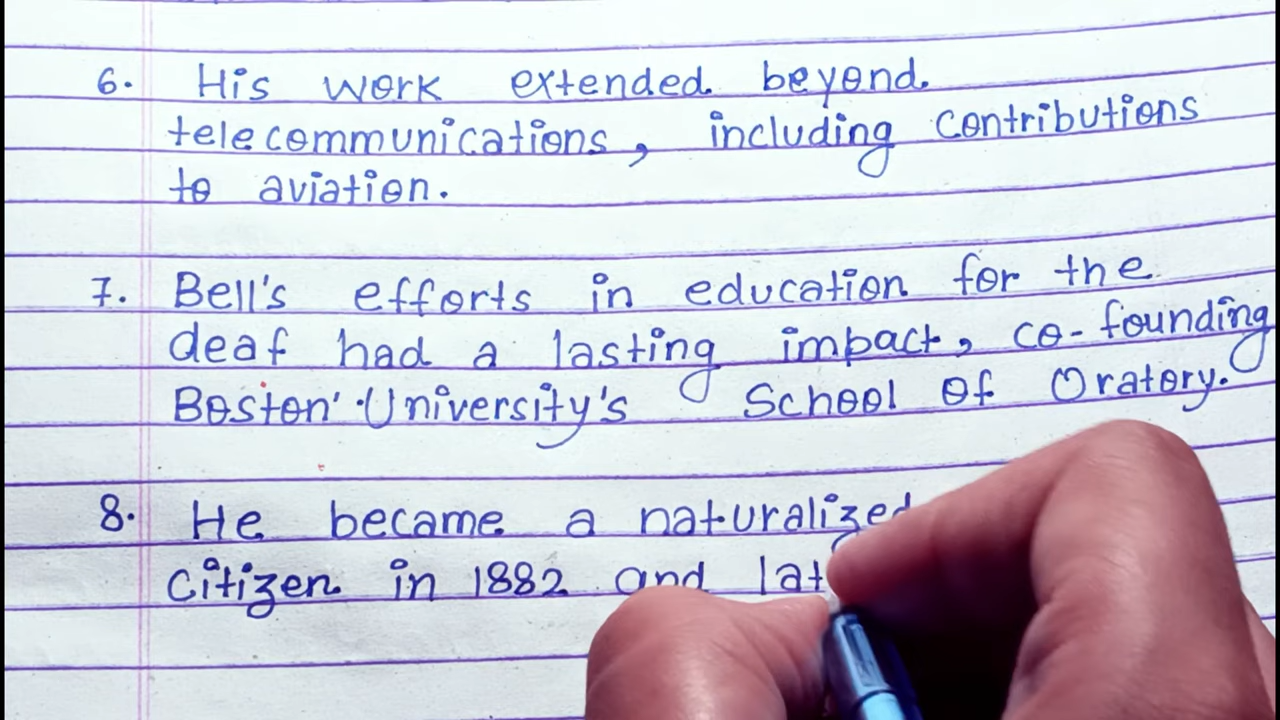 6. His work extended beyond
telecommunications, including contributions
to aviation.
7. Bell's efforts in education for the
deaf had a lasting impact, co-founding
Boston University's School of Oratory.
8. He became a naturalized
citizen in 1882 and lat